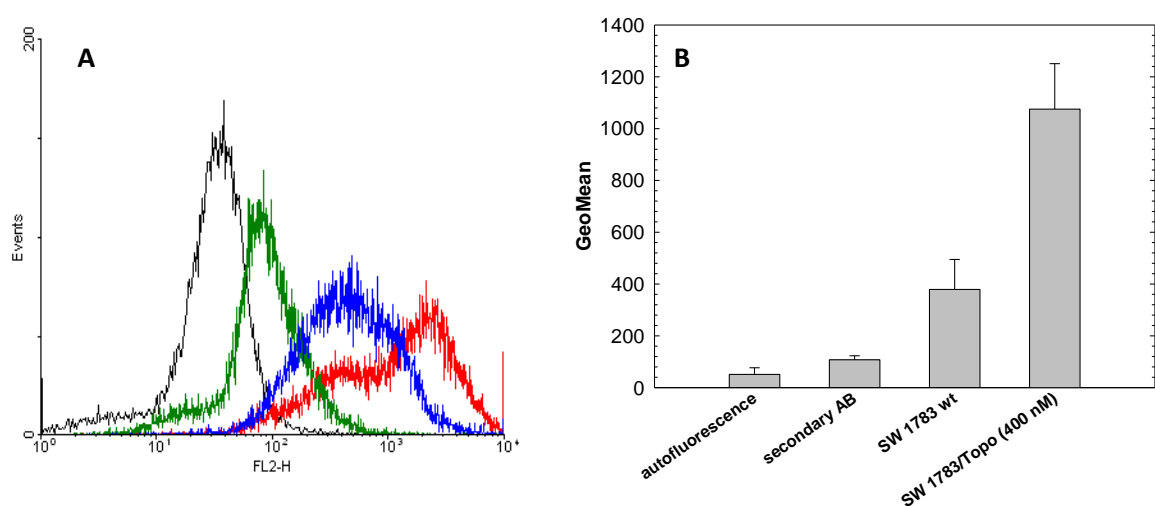 A
200
Events
0
10⁰
10¹
10²
10³
10⁴
FL2-H
B
1400
1200
1000
800
600
400
200
0
GeoMean
autofluorescence
secondary AB
SW 1783 wt
SW 1783/Topo (400 nM)